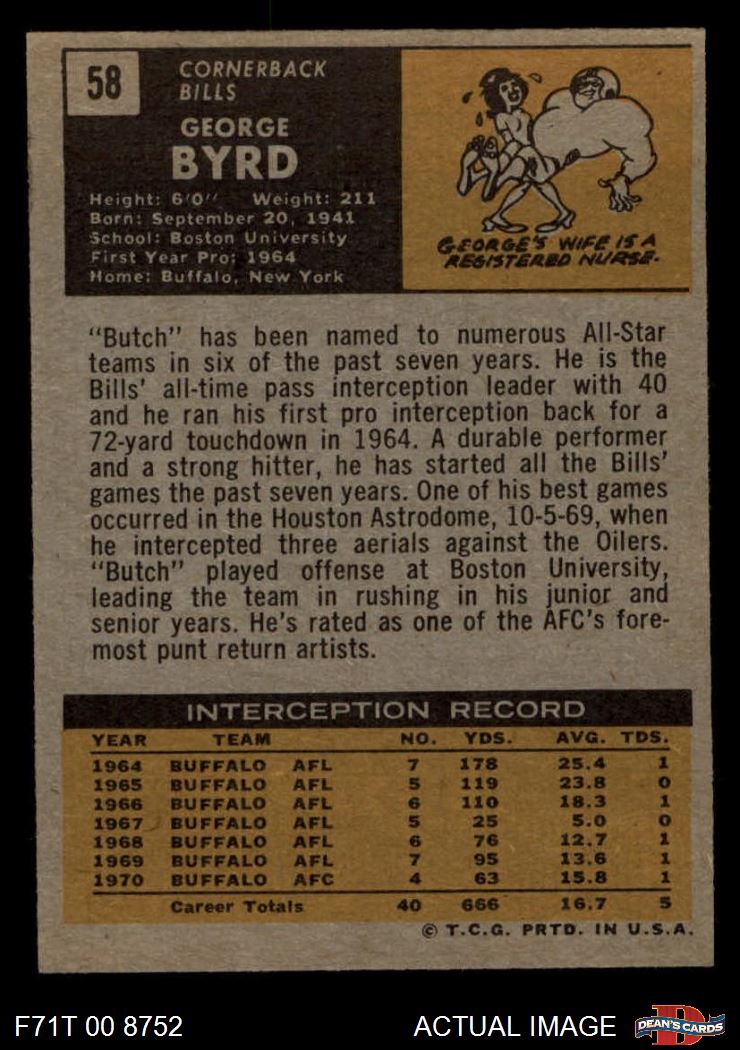 58
CORNERBACK
BILLS
GEORGE
BYRD
Height: 6'0" Weight: 211
Born: September 20, 1941
School: Boston University
First Year Pro: 1964
Home: Buffalo, New York
GEORGE'S WIFE IS A
REGISTERED NURSE.
"Butch" has been named to numerous All-Star
teams in six of the past seven years. He is the
Bills' all-time pass interception leader with 40
and he ran his first pro interception back for a
72-yard touchdown in 1964. A durable performer
and a strong hitter, he has started all the Bills'
games the past seven years. One of his best games
occurred in the Houston Astrodome, 10-5-69, when
he intercepted three aerials against the Oilers.
"Butch" played offense at Boston University,
leading the team in rushing in his junior and
senior years. He's rated as one of the AFC's fore-
most punt return artists.
INTERCEPTION RECORD
YEAR TEAM NO. YDS. AVG. TDS.
1964 BUFFALO AFL 7 178 25.4 1
1965 BUFFALO AFL 5 119 23.8 0
1966 BUFFALO AFL 6 110 18.3 1
1967 BUFFALO AFL 5 25 5.0 0
1968 BUFFALO AFL 6 76 12.7 1
1969 BUFFALO AFL 7 95 13.6 1
1970 BUFFALO AFC 4 63 15.8 1
Career Totals 40 666 16.7 5
© T.C.G. PRTD. IN U.S.A.
F71T 00 8752 ACTUAL IMAGE D DEAN'S CARDS